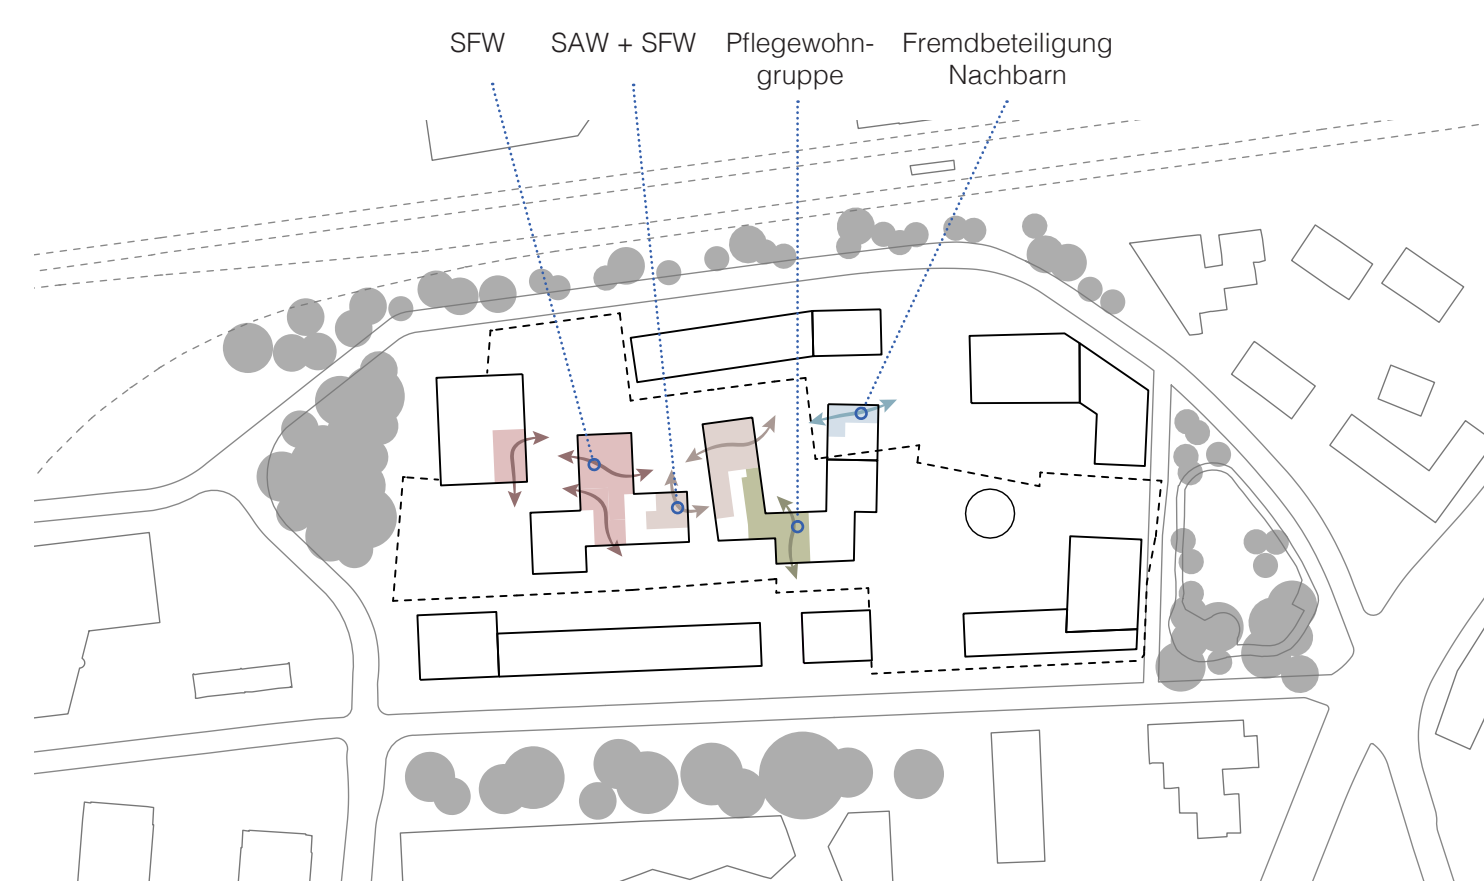 SFW
SAW + SFW
Pflegewohn-
gruppe
Fremdbeteiligung
Nachbarn